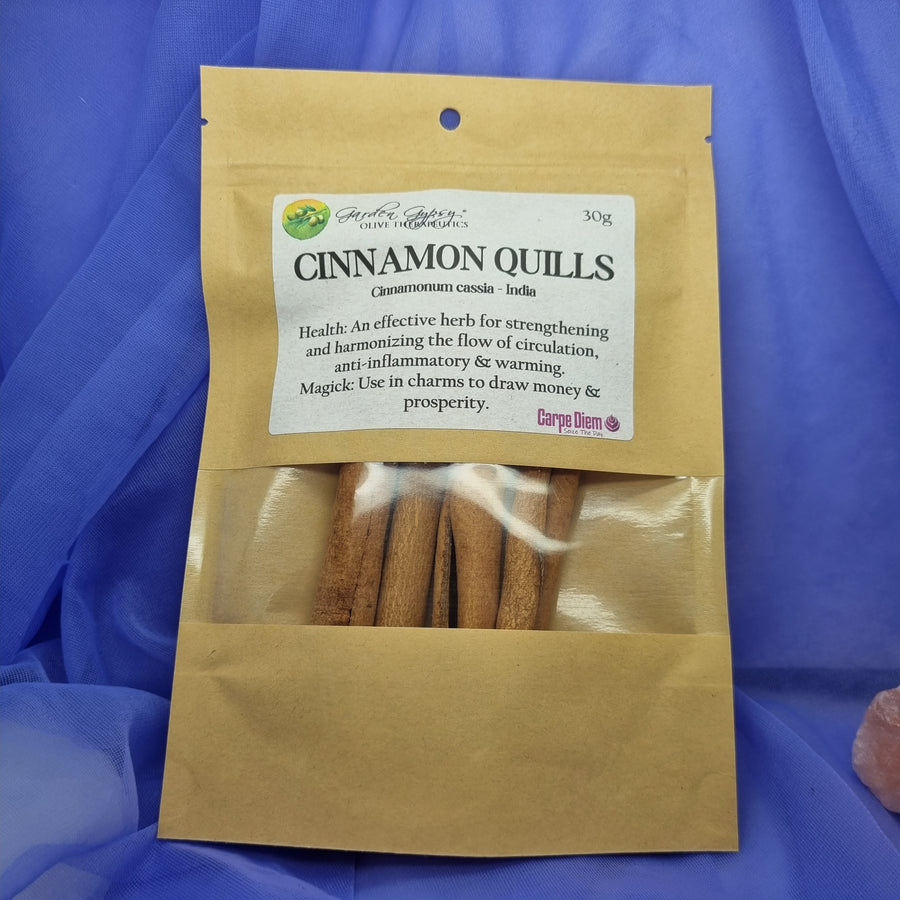 Garden Gypsy®
OLIVE THERAPEUTICS
30g
CINNAMON QUILLS
Cinnamonum cassia - India
Health: An effective herb for strengthening
and harmonizing the flow of circulation,
anti-inflammatory & warming.
Magick: Use in charms to draw money &
prosperity.
Carpe Diem
Seize The Day